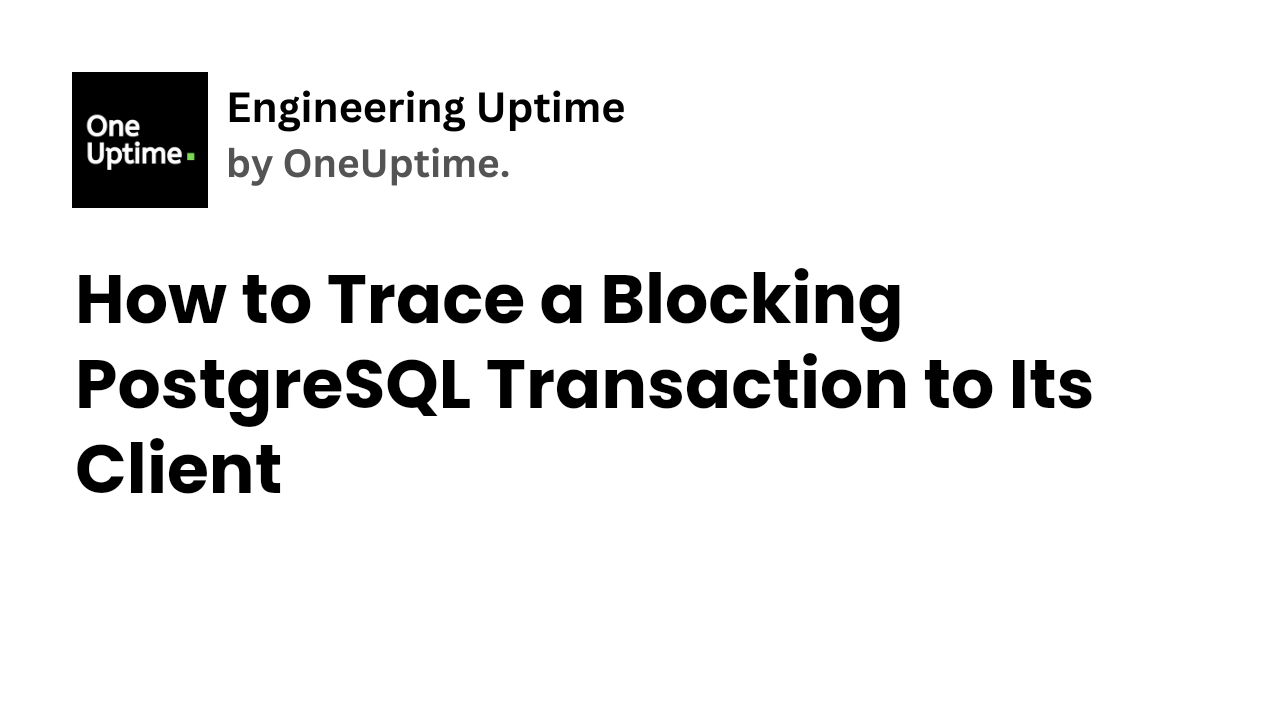 One
Uptime
Engineering Uptime
by OneUptime.
How to Trace a Blocking
PostgreSQL Transaction to Its
Client